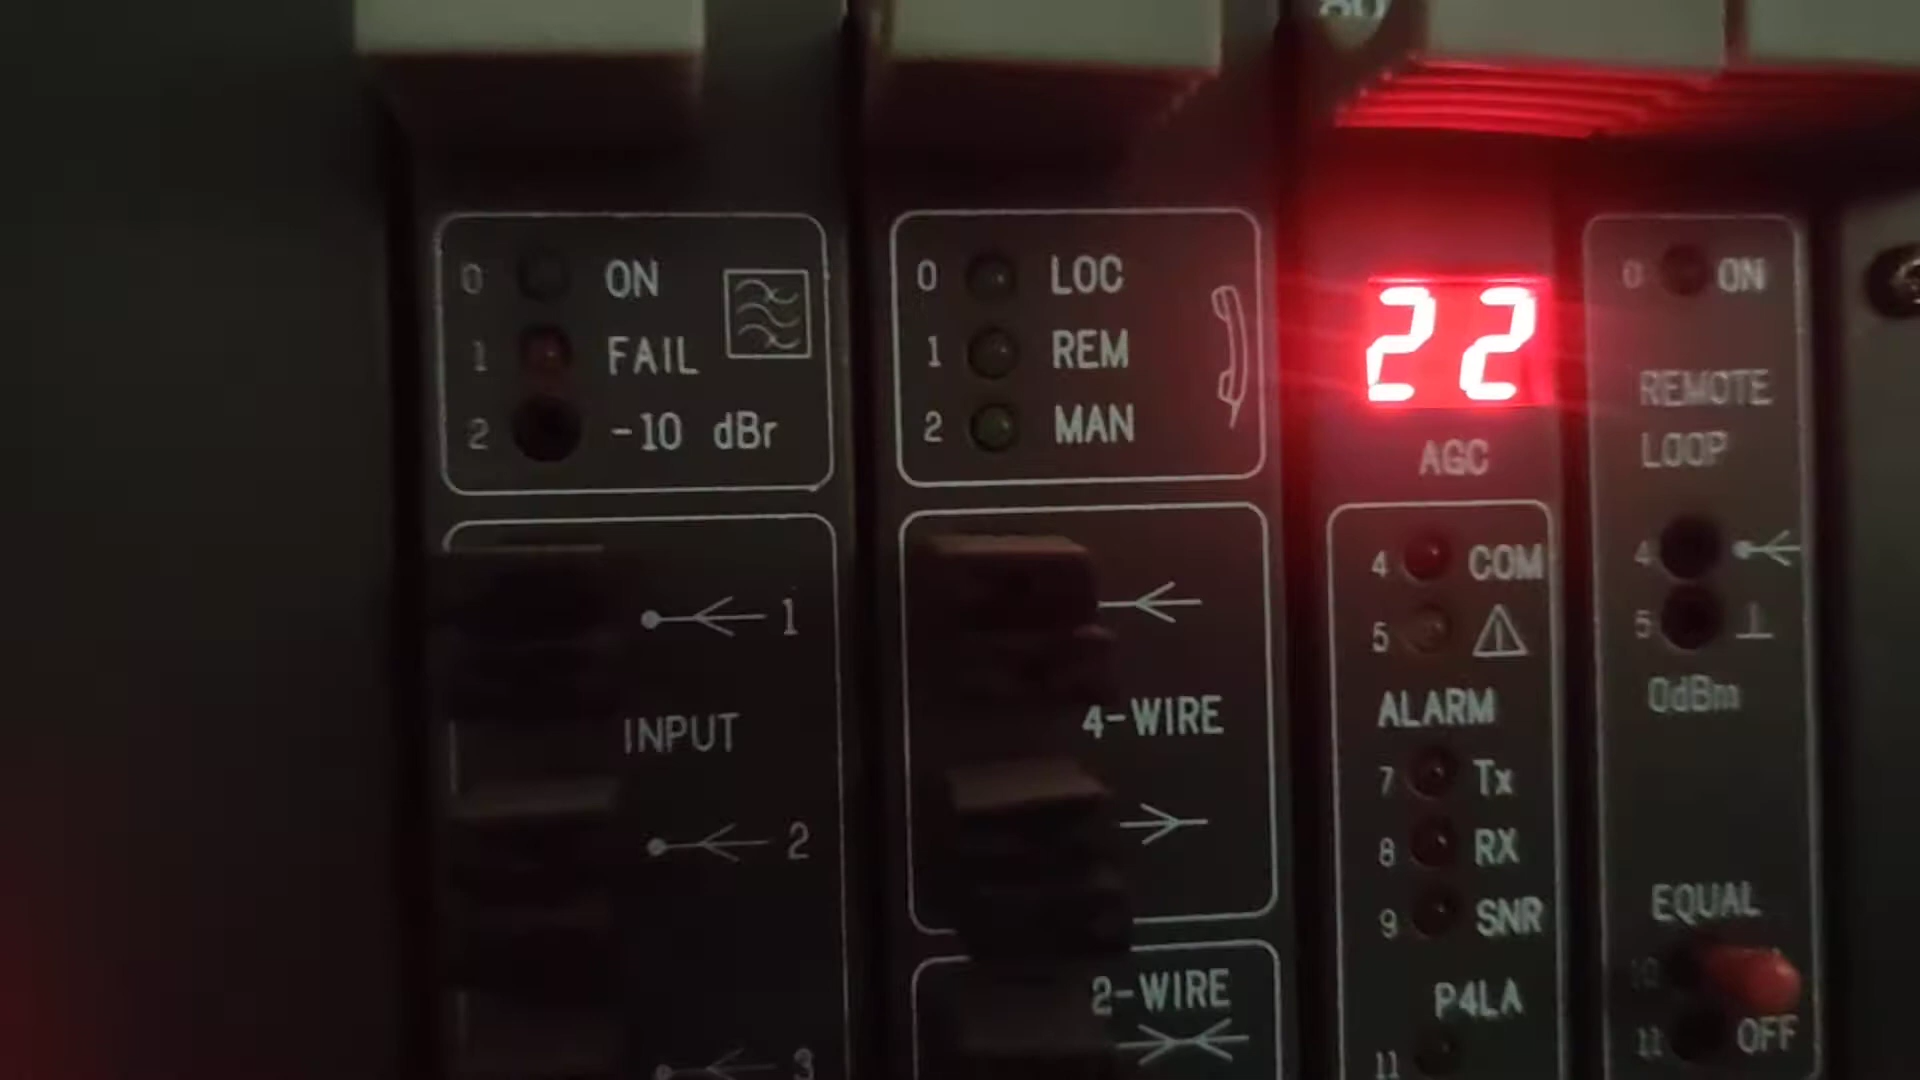 80
0 ON
1 FAIL
2 -10 dBr
1
INPUT
2
3
0 LOC
1 REM
2 MAN
4-WIRE
2-WIRE
22
AGC
4 COM
5
ALARM
7 Tx
8 RX
9 SNR
P4LA
11
0 ON
REMOTE
LOOP
4
5
0dBm
EQUAL
10
11 OFF